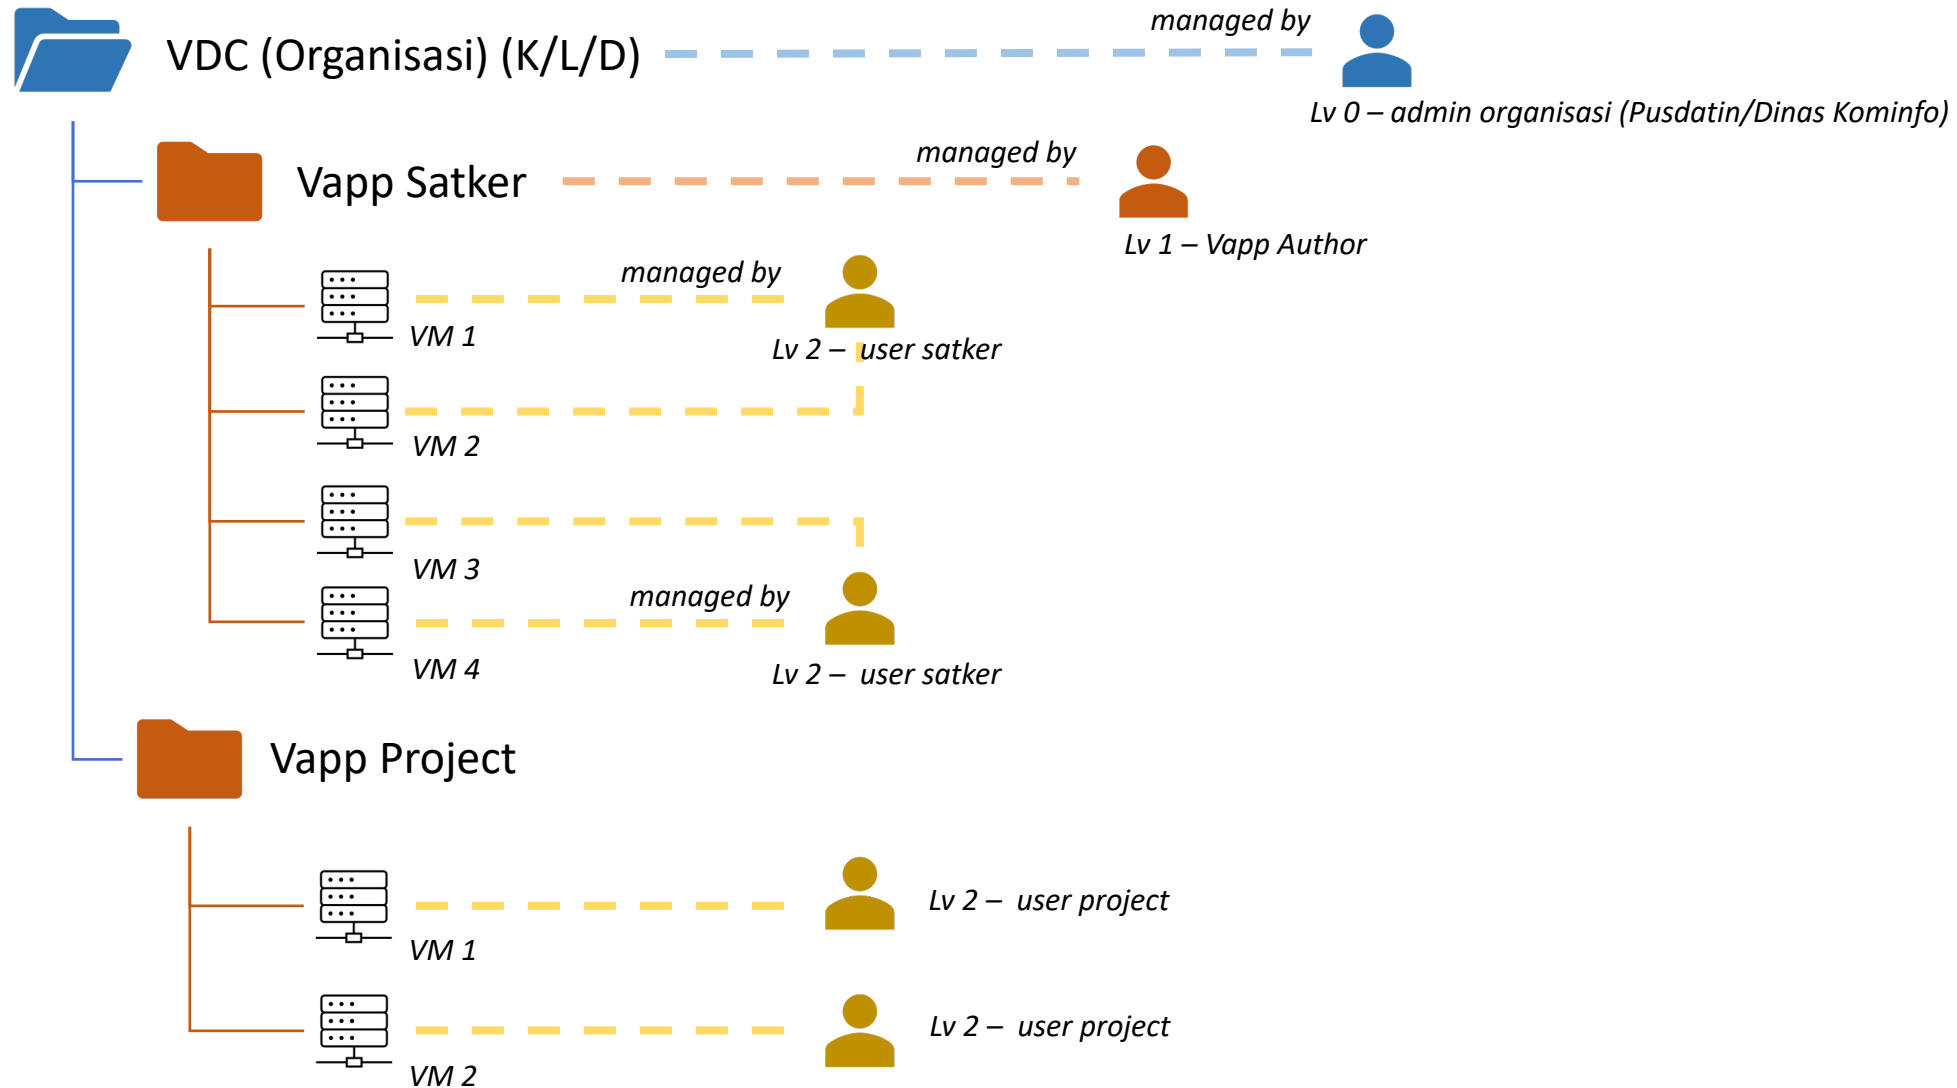 VDC (Organisasi) (K/L/D)
managed by
Lv 0 – admin organisasi (Pusdatin/Dinas Kominfo)
Vapp Satker
managed by
Lv 1 – Vapp Author
managed by
VM 1
Lv 2 –  user satker
VM 2
VM 3
managed by
VM 4
Lv 2 –  user satker
Vapp Project
Lv 2 –  user project
VM 1
Lv 2 –  user project
VM 2